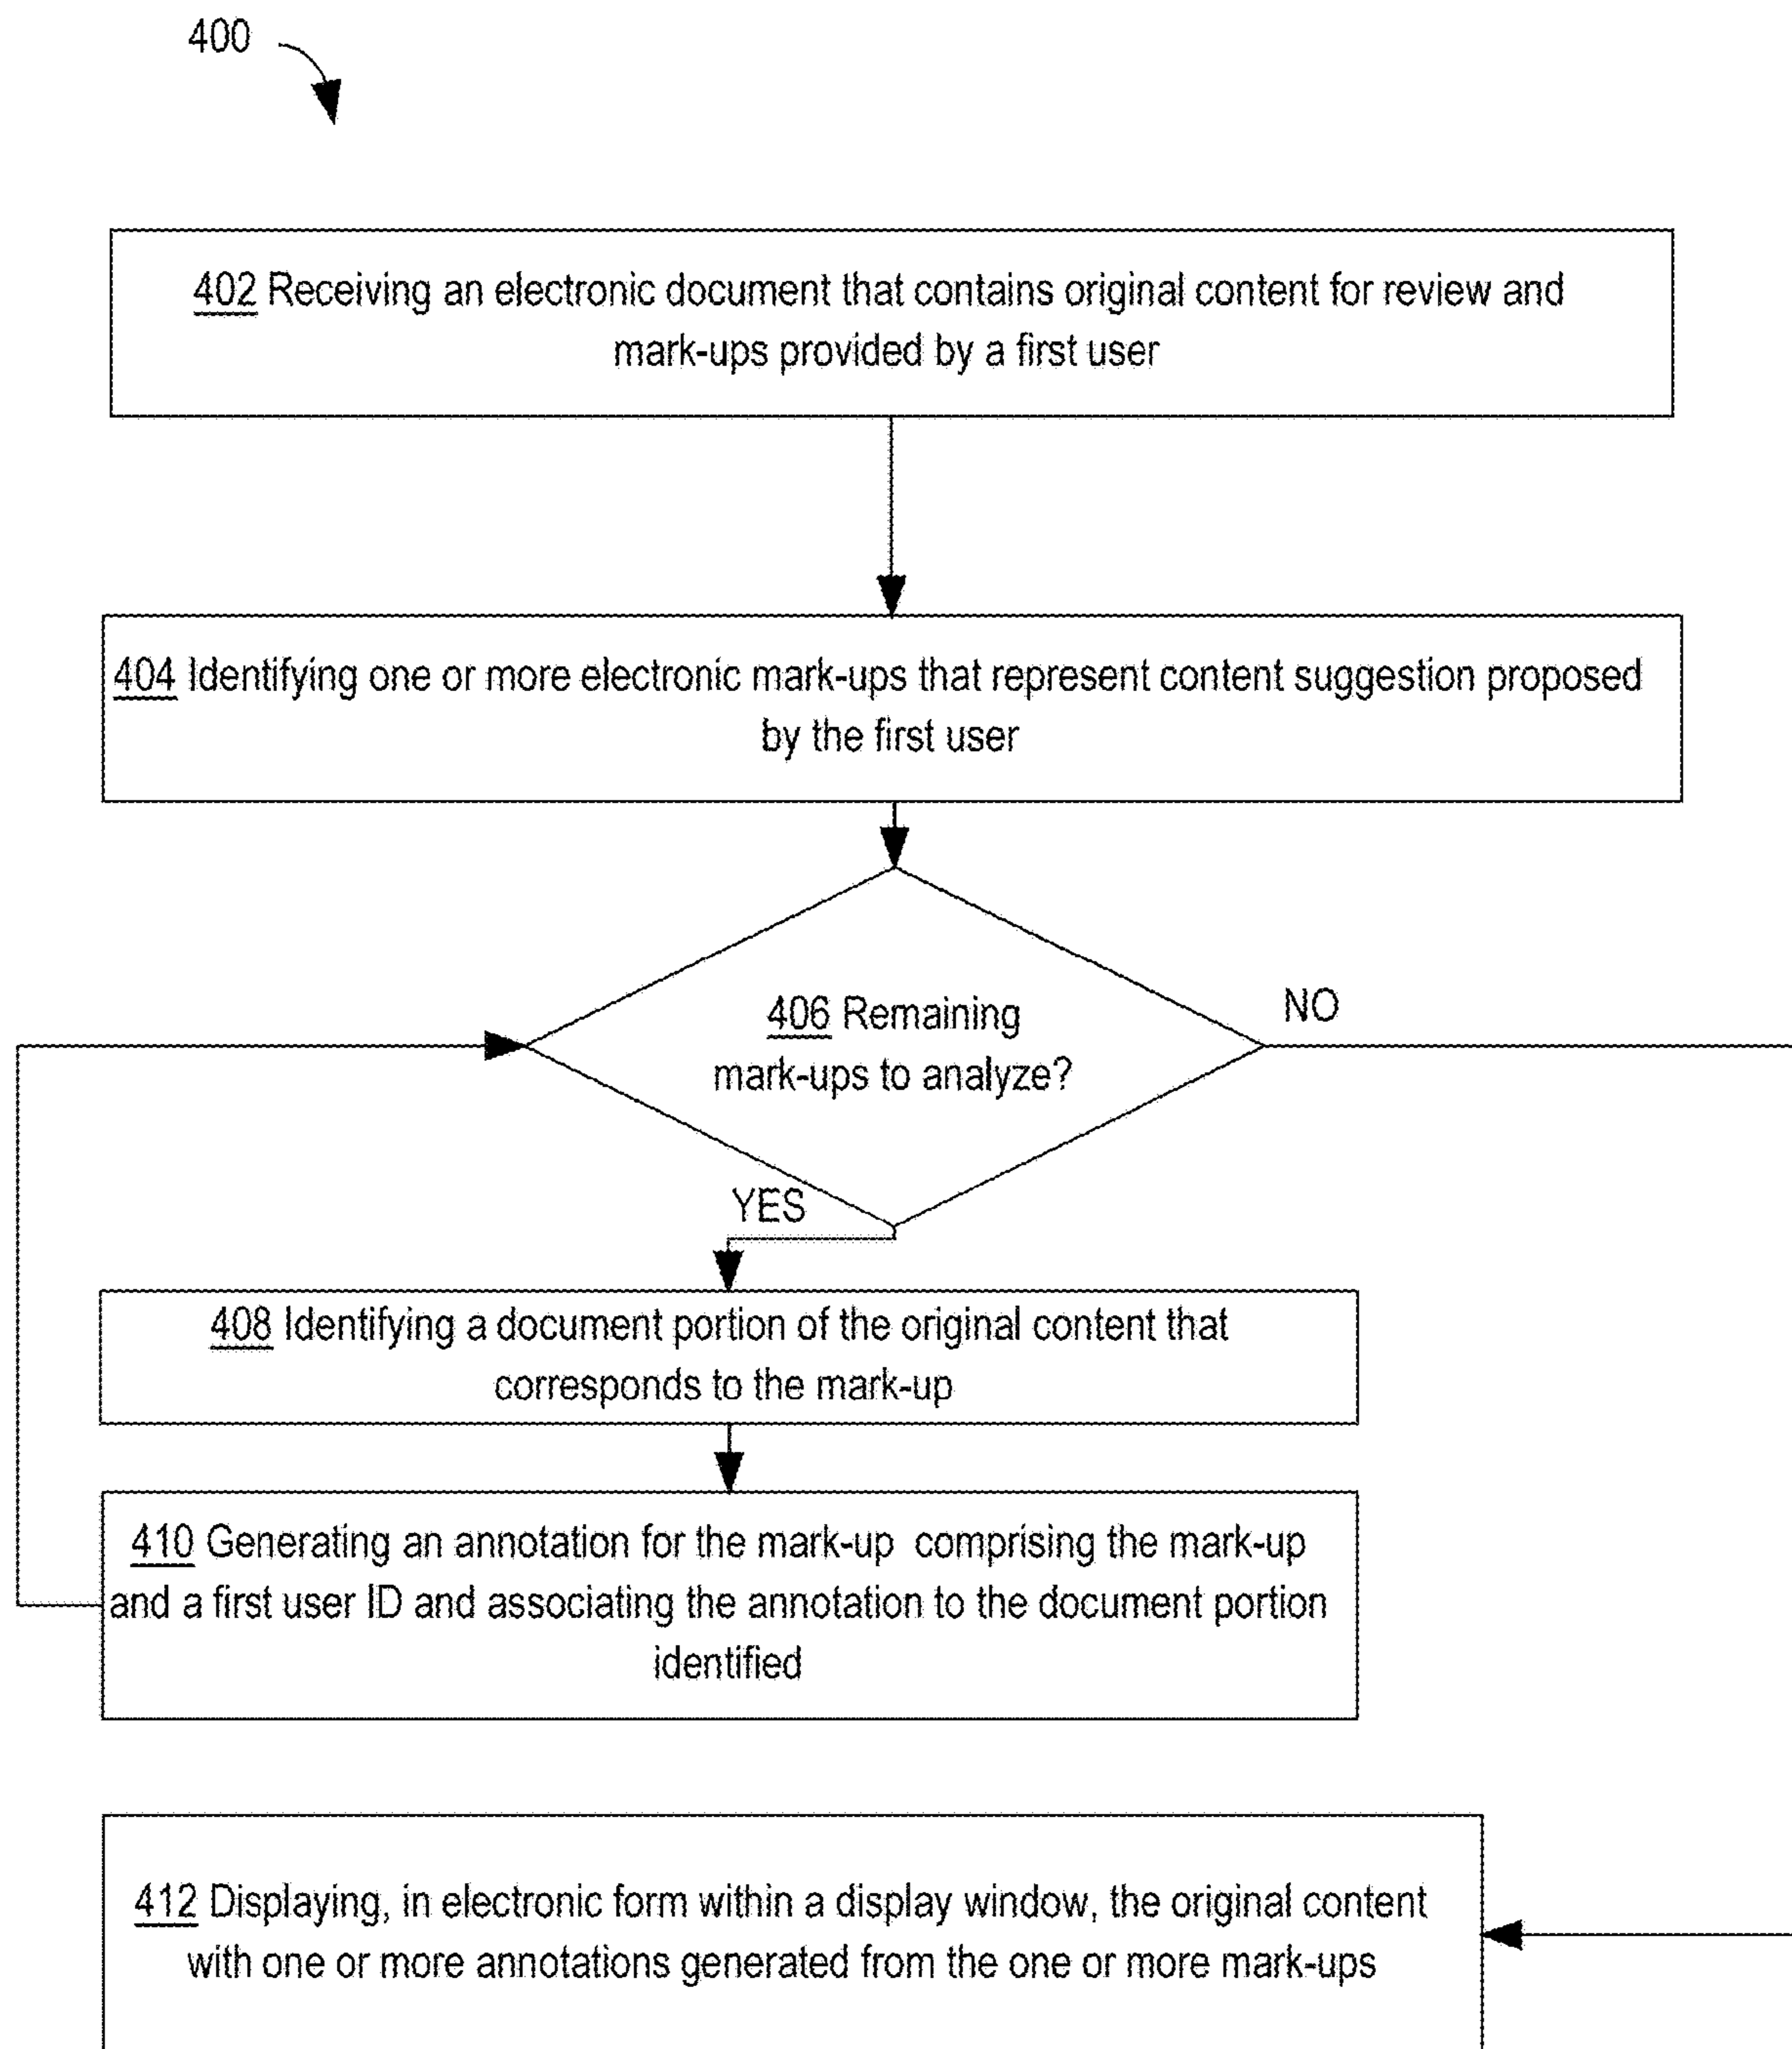 400
402 Receiving an electronic document that contains original content for review and
mark-ups provided by a first user
404 Identifying one or more electronic mark-ups that represent content suggestion proposed
by the first user
406 Remaining
mark-ups to analyze?
NO
YES
408 Identifying a document portion of the original content that
corresponds to the mark-up
410 Generating an annotation for the mark-up comprising the mark-up
and a first user ID and associating the annotation to the document portion
identified
412 Displaying, in electronic form within a display window, the original content
with one or more annotations generated from the one or more mark-ups